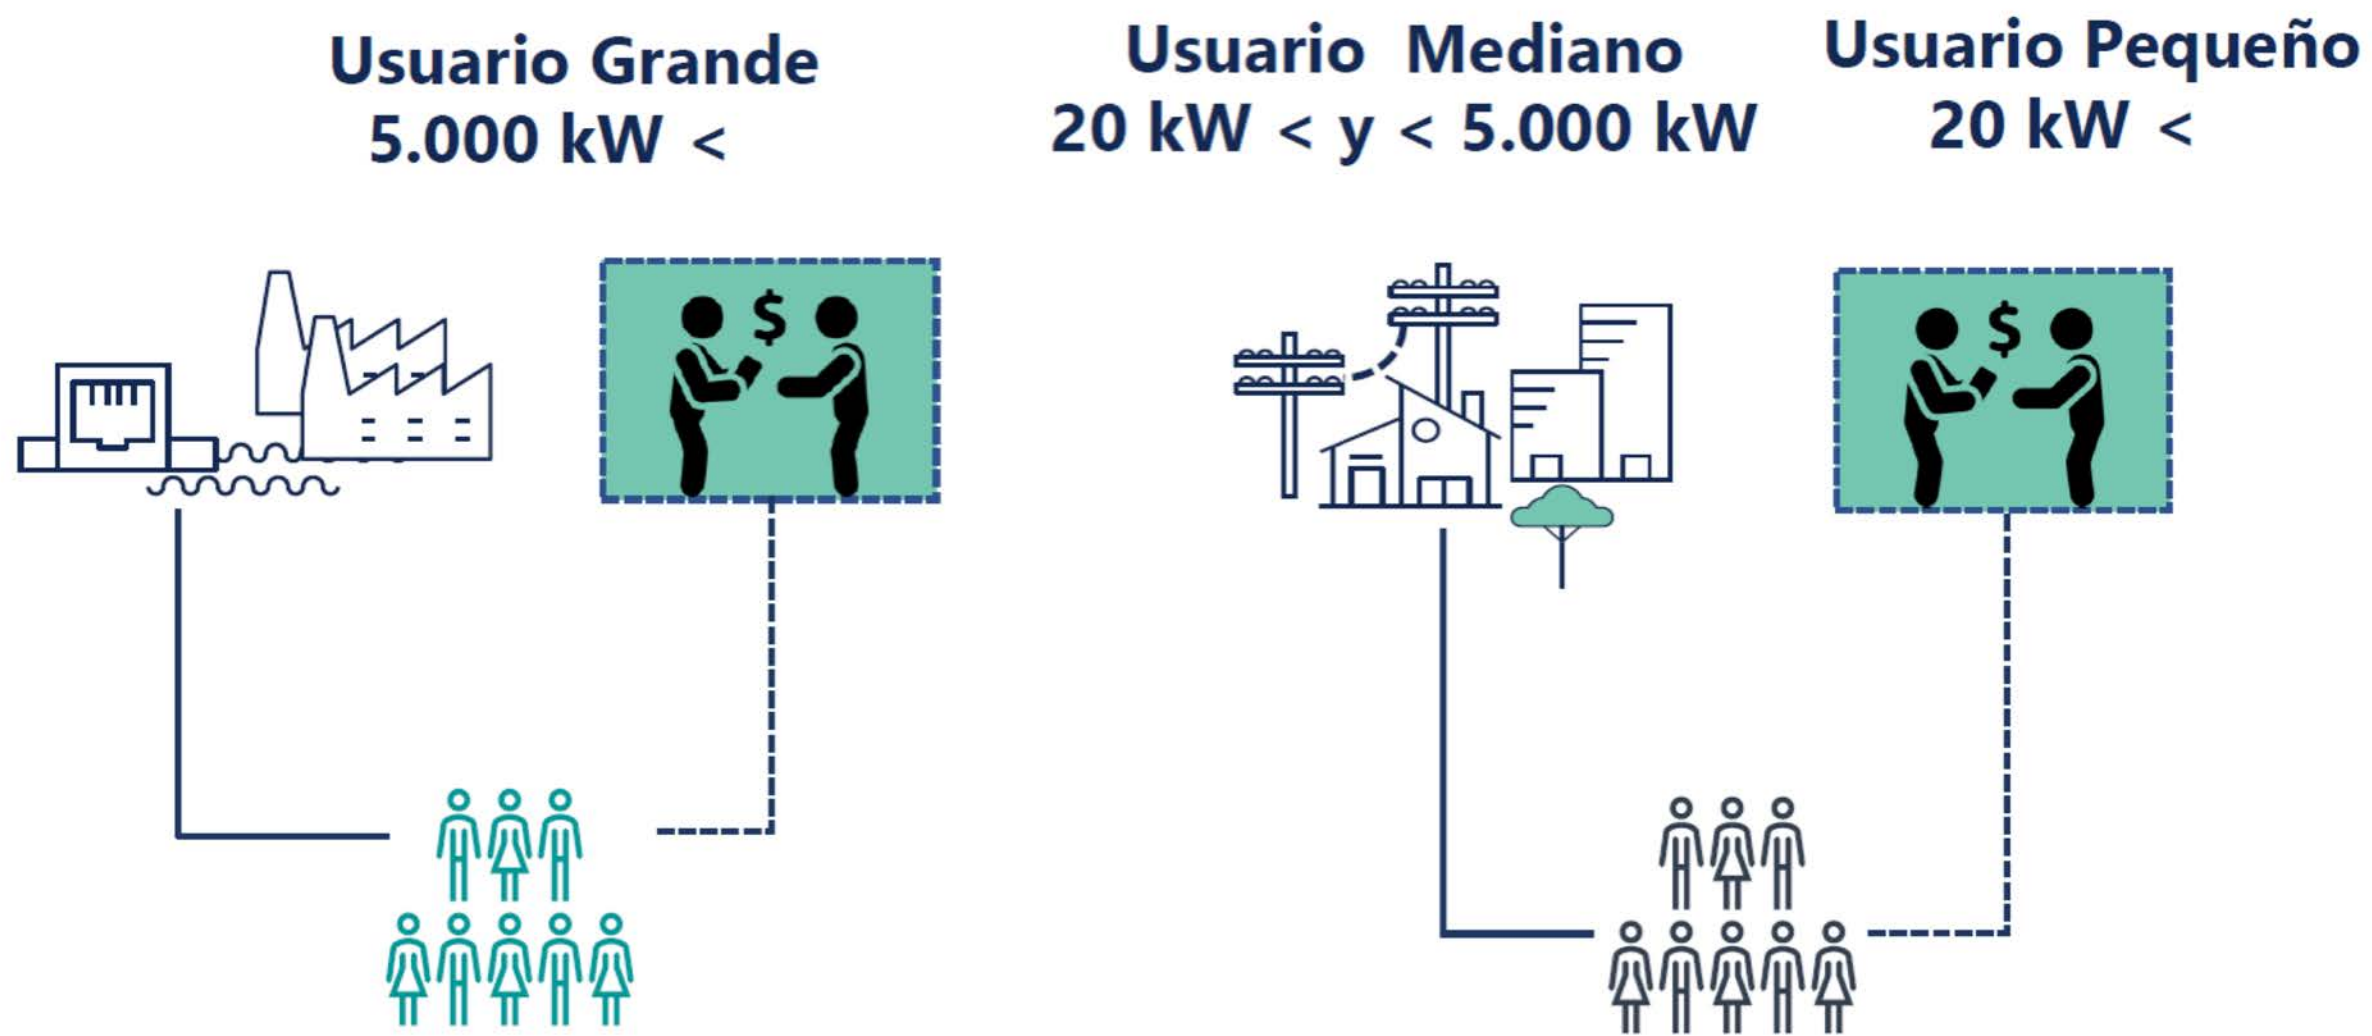 Usuario Grande
5.000 kW <
Usuario Mediano
20 kW < y < 5.000 kW
Usuario Pequeño
20 kW <
$
$